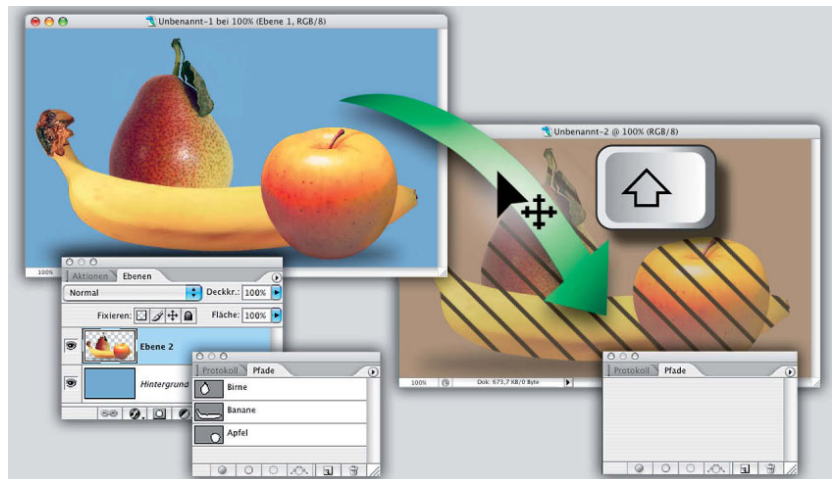 Unbenannt-1 bei 100% (Ebene 1, RGB/8)
Unbenannt-2 @ 100% (RGB/8)
100%
Aktionen Ebenen
Normal Deckkr.: 100%
Fixieren: Fläche: 100%
Ebene 2
Hintergrund
Protokoll Pfade
Birne
Banane
Apfel
100% Dok: 673,7 KB/0 Byte
Protokoll Pfade